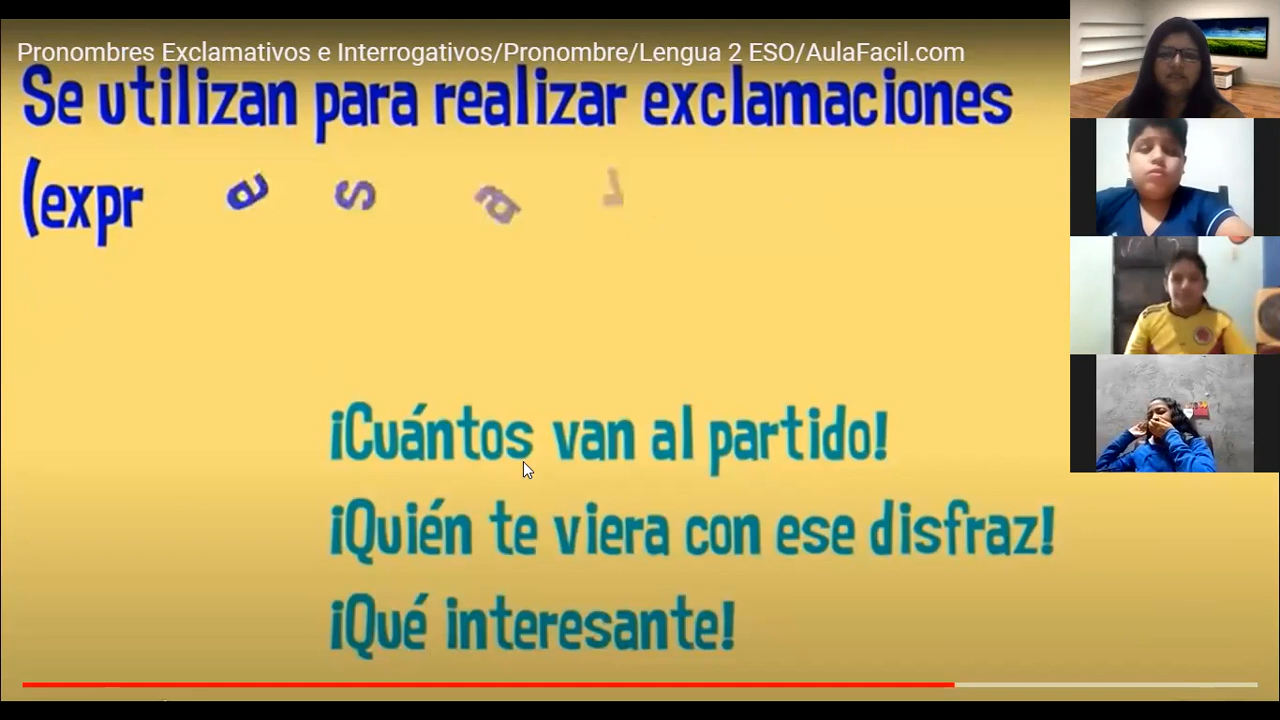 Pronombres Exclamativos e Interrogativos/Pronombre/Lengua 2 ESO/AulaFacil.com
Se utilizan para realizar exclamaciones
(expresar
¡Cuántos van al partido!
¡Quién te viera con ese disfraz!
¡Qué interesante!